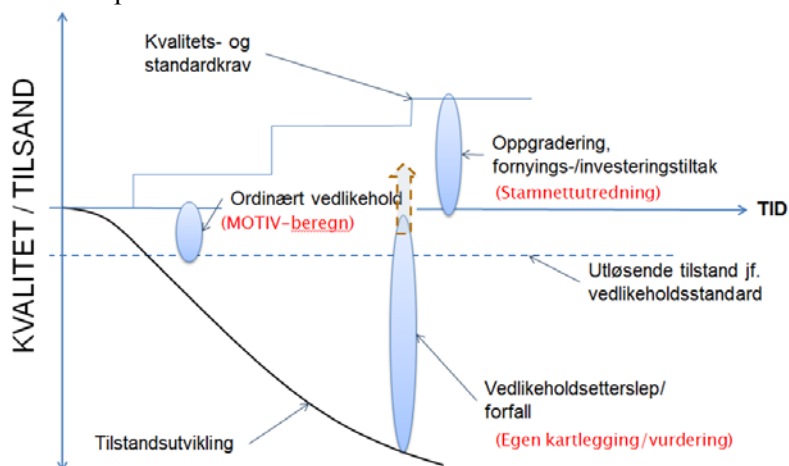 Kvalitets- og
standardkrav
KVALITET / TILSAND
Oppgradering,
fornyings-/investeringstiltak
(Stamnettutredning)
Ordinært vedlikehold
(MOTIV-beregn)
TID
Utløsende tilstand jf.
vedlikeholdsstandard
Vedlikeholdsetterslep/
forfall
(Egen kartlegging/vurdering)
Tilstandsutvikling